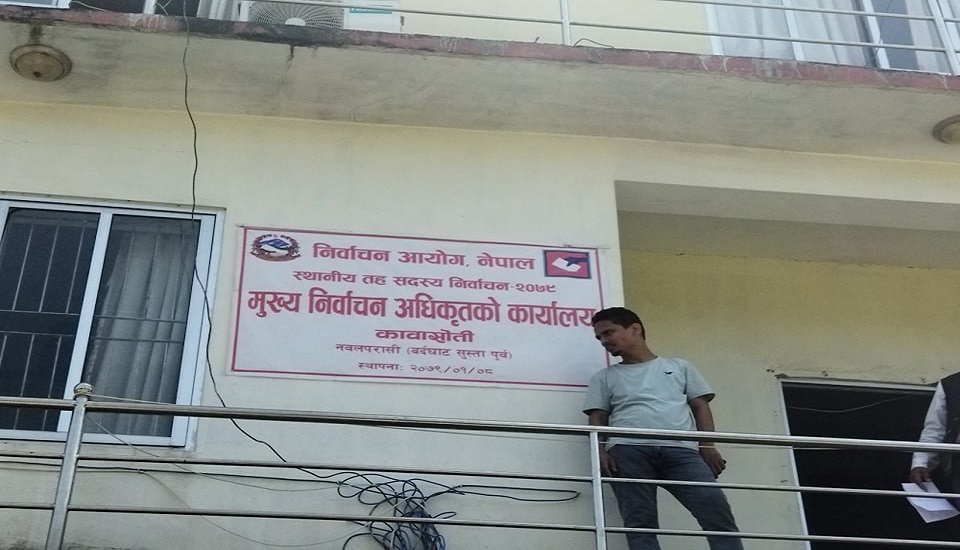 निर्वाचन आयोग, नेपाल
स्थानीय तह सदस्य निर्वाचन-२०७९
मुख्य निर्वाचन अधिकृतको कार्यालय
कावासोती
नवलपरासी (बर्दघाट सुस्ता पूर्व)
स्थापनाः २०७९/०१/०८